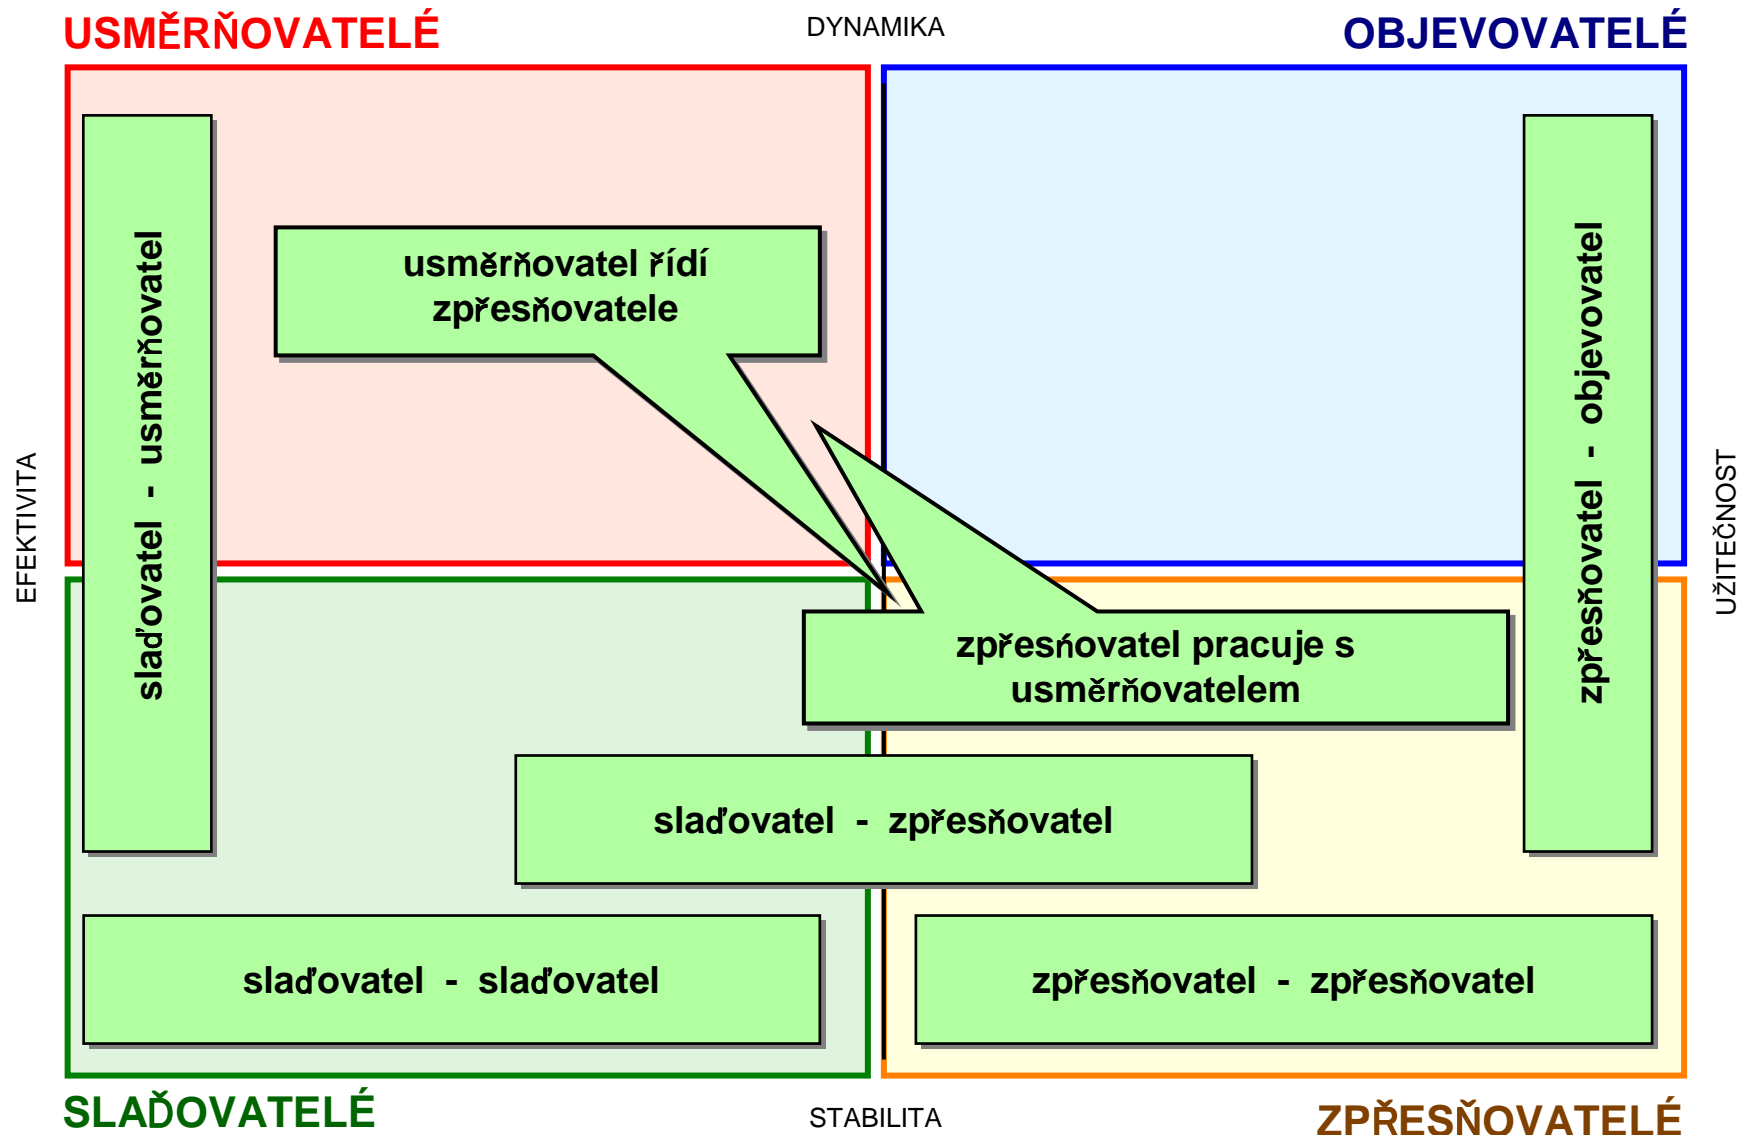 USMĚRŇOVATELÉ
DYNAMIKA
OBJEVOVATELÉ
slaďovatel - usměrňovatel
usměrňovatel řídí
zpřesňovatele
zpřesňovatel - objevovatel
EFEKTIVITA
UŽITEČNOST
zpřesńovatel pracuje s
usměrňovatelem
slaďovatel - zpřesňovatel
slaďovatel - slaďovatel
zpřesňovatel - zpřesňovatel
SLAĎOVATELÉ
STABILITA
ZPŘESŇOVATELÉ